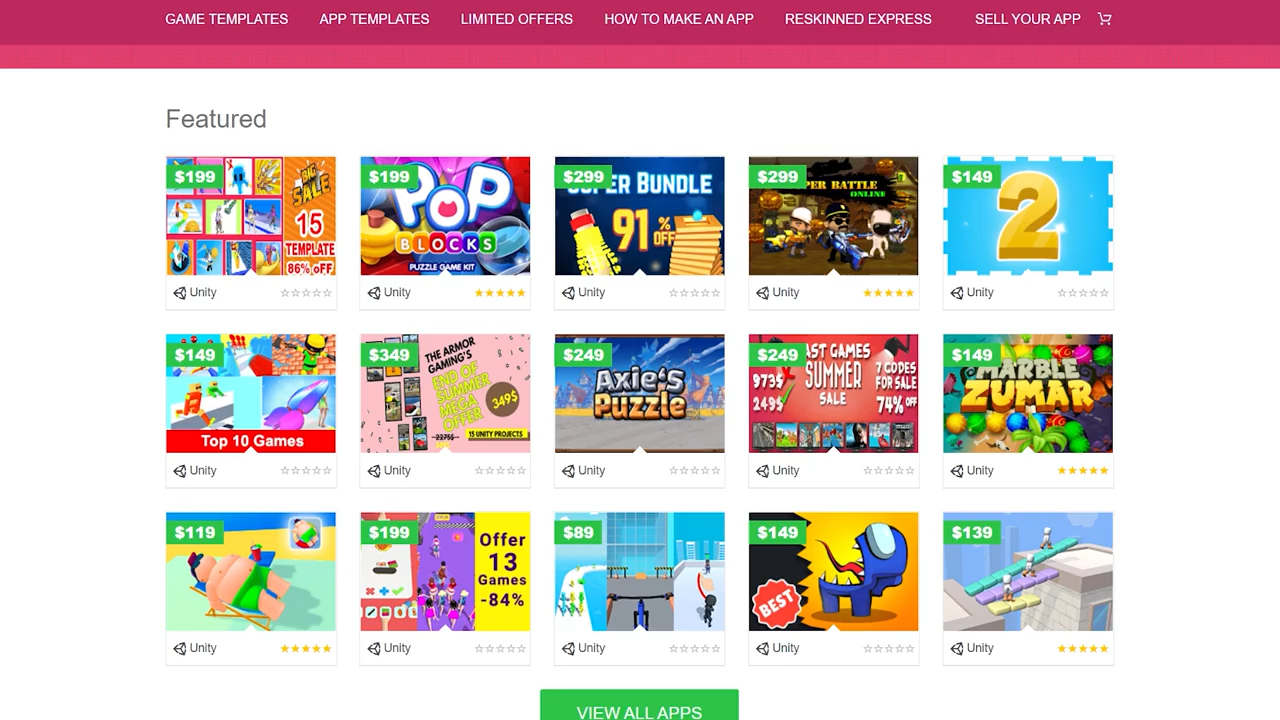 GAME TEMPLATES APP TEMPLATES LIMITED OFFERS HOW TO MAKE AN APP RESKINNED EXPRESS SELL YOUR APP
Featured
$199
BIG
SALE
15
TEMPLATE
86% OFF
Unity
$199
POP
BLOCKS
PUZZLE GAME KIT
Unity
$299
SUPER BUNDLE
91 % OFF
Unity
$299
PER BATTLE
ONLINE
Unity
$149
2
Unity
$149
Top 10 Games
Unity
$349
THE ARMOR
GAMING'S
END OF
SUMMER
MEGA
OFFER
349$
2275$
15 UNITY PROJECTS
Unity
$249
AXIE'S
PUZZLE
Unity
$249
AST GAMES
SUMMER
SALE
973$
249$
7 CODES
FOR SALE
74% OFF
Unity
$149
MARBLE
ZUMAR
Unity
$119
Unity
$199
Offer
13
Games
-84%
Unity
$89
Unity
$149
BEST
Unity
$139
Unity
VIEW ALL APPS